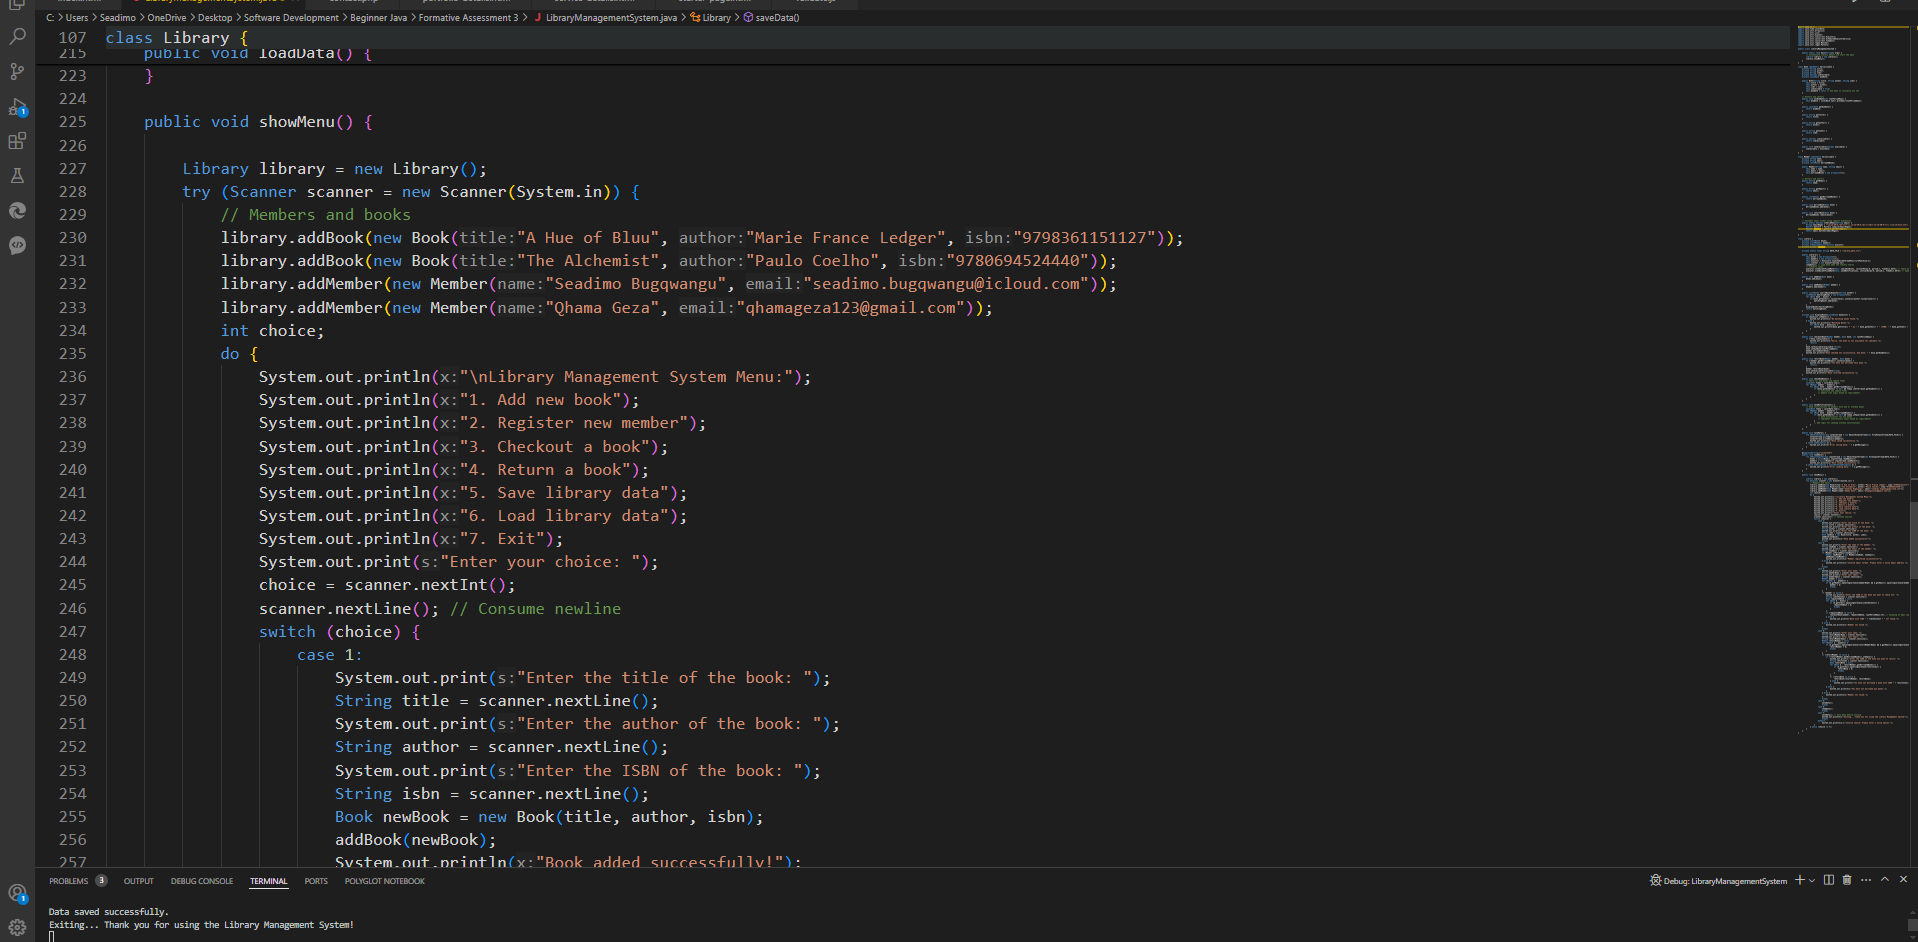 C: > Users > Seadimo > OneDrive > Desktop > Software Development > Beginner Java > Formative Assessment 3 > J LibraryManagementSystem.java > Library > saveData()
107 class Library {
215 public void loadData() {
223 }
224
225 public void showMenu() {
226
227 Library library = new Library();
228 try (Scanner scanner = new Scanner(System.in)) {
229 // Members and books
230 library.addBook(new Book(title:"A Hue of Bluu", author:"Marie France Ledger", isbn:"9798361151127"));
231 library.addBook(new Book(title:"The Alchemist", author:"Paulo Coelho", isbn:"9780694524440"));
232 library.addMember(new Member(name:"Seadimo Bugqwangu", email:"seadimo.bugqwangu@icloud.com"));
233 library.addMember(new Member(name:"Qhama Geza", email:"qhamageza123@gmail.com"));
234 int choice;
235 do {
236 System.out.println(x:"\nLibrary Management System Menu:");
237 System.out.println(x:"1. Add new book");
238 System.out.println(x:"2. Register new member");
239 System.out.println(x:"3. Checkout a book");
240 System.out.println(x:"4. Return a book");
241 System.out.println(x:"5. Save library data");
242 System.out.println(x:"6. Load library data");
243 System.out.println(x:"7. Exit");
244 System.out.print(s:"Enter your choice: ");
245 choice = scanner.nextInt();
246 scanner.nextLine(); // Consume newline
247 switch (choice) {
248 case 1:
249 System.out.print(s:"Enter the title of the book: ");
250 String title = scanner.nextLine();
251 System.out.print(s:"Enter the author of the book: ");
252 String author = scanner.nextLine();
253 System.out.print(s:"Enter the ISBN of the book: ");
254 String isbn = scanner.nextLine();
255 Book newBook = new Book(title, author, isbn);
256 addBook(newBook);
257 System.out.println(x:"Book added successfully!");
PROBLEMS 3 OUTPUT DEBUG CONSOLE TERMINAL PORTS POLYGLOT NOTEBOOK
Debug: LibraryManagementSystem
Data saved successfully.
Exiting... Thank you for using the Library Management System!